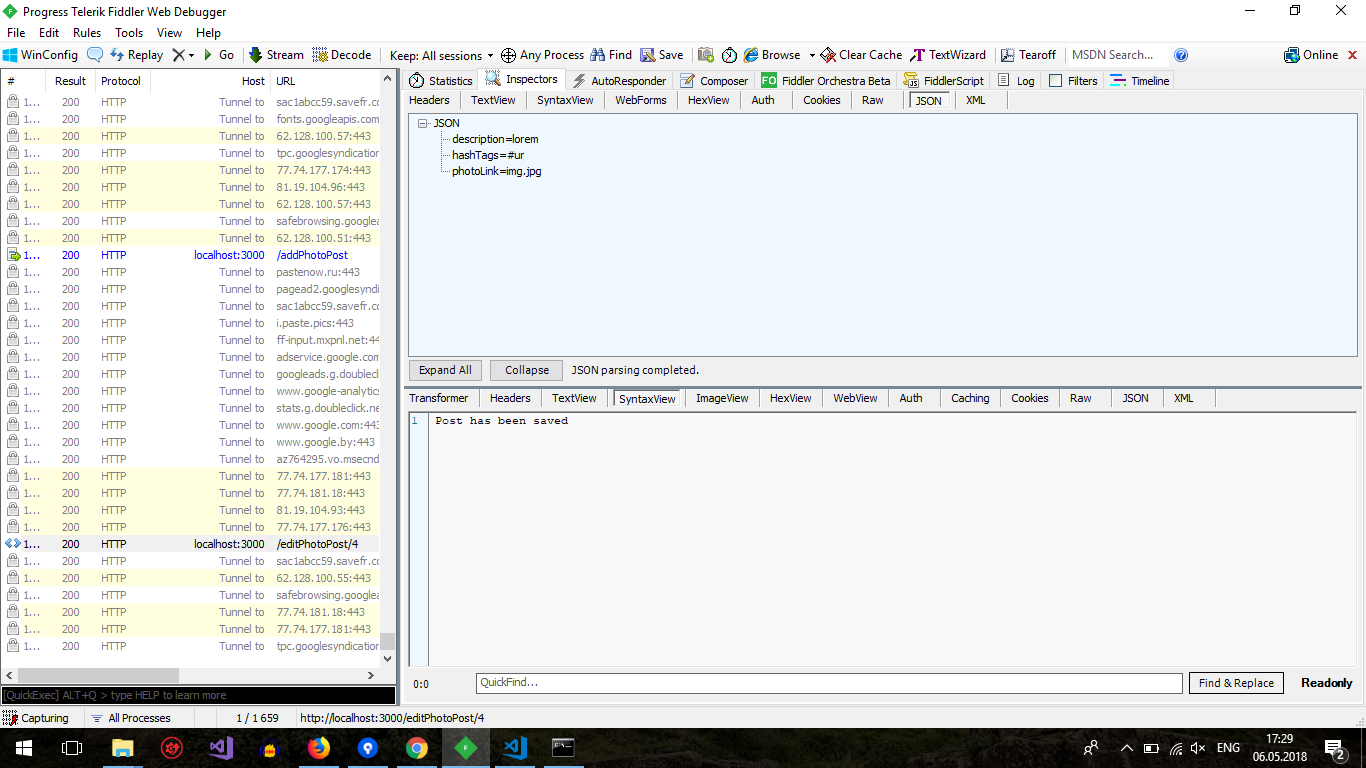 Progress Telerik Fiddler Web Debugger
File Edit Rules Tools View Help
WinConfig Replay Go Stream Decode Keep: All sessions Any Process Find Save Browse Clear Cache TextWizard Tearoff MSDN Search... Online
# Result Protocol Host URL
1... 200 HTTP Tunnel to sac1abcc59.savefr.co
1... 200 HTTP Tunnel to fonts.googleapis.com
1... 200 HTTP Tunnel to 62.128.100.57:443
1... 200 HTTP Tunnel to tpc.googlesyndication
1... 200 HTTP Tunnel to 77.74.177.174:443
1... 200 HTTP Tunnel to 81.19.104.96:443
1... 200 HTTP Tunnel to 62.128.100.57:443
1... 200 HTTP Tunnel to safebrowsing.googlea
1... 200 HTTP Tunnel to 62.128.100.51:443
1... 200 HTTP localhost:3000 /addPhotoPost
1... 200 HTTP Tunnel to pastenow.ru:443
1... 200 HTTP Tunnel to pagead2.googlesyndi
1... 200 HTTP Tunnel to sac1abcc59.savefr.co
1... 200 HTTP Tunnel to i.paste.pics:443
1... 200 HTTP Tunnel to ff-input.mxpnl.net:44
1... 200 HTTP Tunnel to adservice.google.com
1... 200 HTTP Tunnel to googleads.g.doublecl
1... 200 HTTP Tunnel to www.google-analytics
1... 200 HTTP Tunnel to stats.g.doubleclick.ne
1... 200 HTTP Tunnel to www.google.com:443
1... 200 HTTP Tunnel to www.google.by:443
1... 200 HTTP Tunnel to az764295.vo.msecnd
1... 200 HTTP Tunnel to 77.74.177.181:443
1... 200 HTTP Tunnel to 77.74.181.18:443
1... 200 HTTP Tunnel to 81.19.104.93:443
1... 200 HTTP Tunnel to 77.74.177.176:443
1... 200 HTTP localhost:3000 /editPhotoPost/4
1... 200 HTTP Tunnel to sac1abcc59.savefr.co
1... 200 HTTP Tunnel to 62.128.100.55:443
1... 200 HTTP Tunnel to safebrowsing.googlea
1... 200 HTTP Tunnel to 77.74.181.18:443
1... 200 HTTP Tunnel to 77.74.177.181:443
1... 200 HTTP Tunnel to tpc.googlesyndication
[QuickExec] ALT+Q > type HELP to learn more
Statistics Inspectors AutoResponder Composer FO Fiddler Orchestra Beta FiddlerScript Log Filters Timeline
Headers TextView SyntaxView WebForms HexView Auth Cookies Raw JSON XML
JSON
description=lorem
hashTags=#ur
photoLink=img.jpg
Expand All Collapse JSON parsing completed.
Transformer Headers TextView SyntaxView ImageView HexView WebView Auth Caching Cookies Raw JSON XML
1 Post has been saved
0:0 QuickFind... Find & Replace Readonly
Capturing All Processes 1 / 1 659 http://localhost:3000/editPhotoPost/4
ENG 17:29
06.05.2018 2